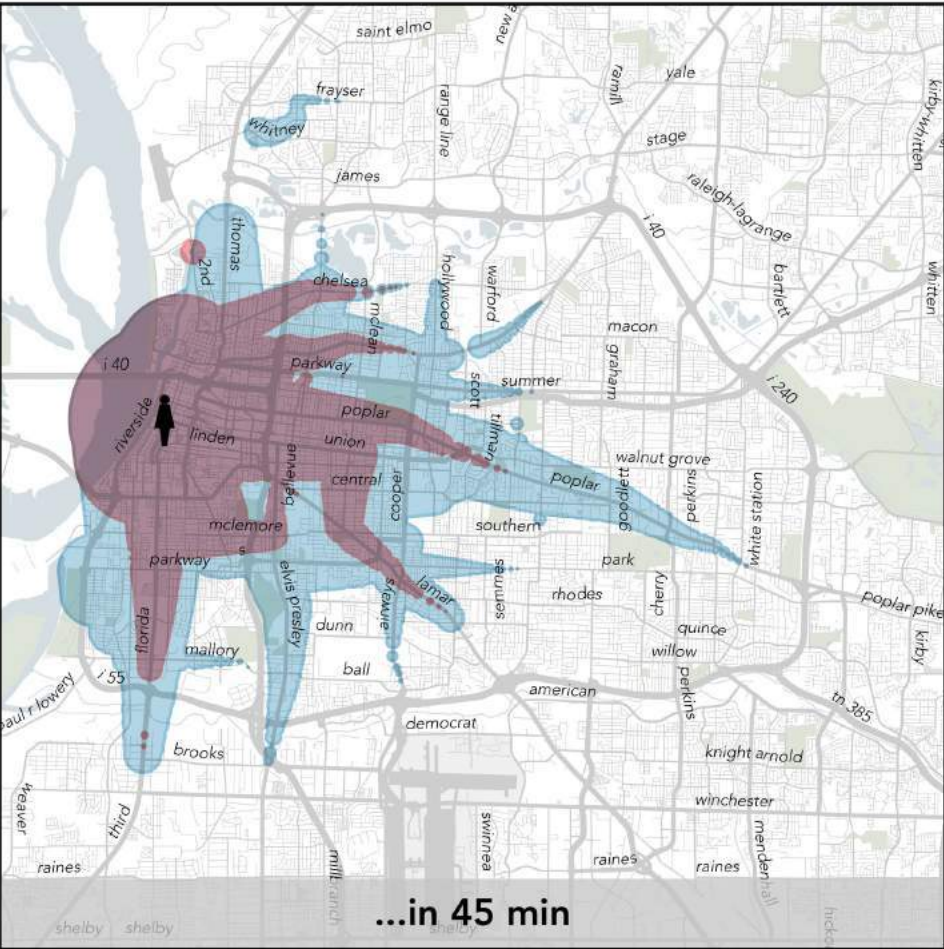 saint elmo
new a
frayser
whitney
range line
ramill
yale
kirby-whitten
stage
james
raleigh-lagrange
i 40
thomas
2nd
chelsea
hollywood
warford
bartlett
whitten
mclean
macon
i 40
parkway
graham
scott
summer
i 240
riverside
linden
poplar
union
tillman
bellevue
central
cooper
walnut grove
poplar
goodlett
perkins
white station
mclemore
southern
s
parkway
park
elvis presley
airways
lamar
semmes
rhodes
cherry
poplar pike
florida
dunn
quince
kirby
mallory
willow
ball
i 55
perkins
american
paul r lowery
tn 385
democrat
brooks
knight arnold
weaver
third
winchester
swinnea
mendenhall
raines
millbranch
raines
raines
...in 45 min
shelby
shelby
shelby